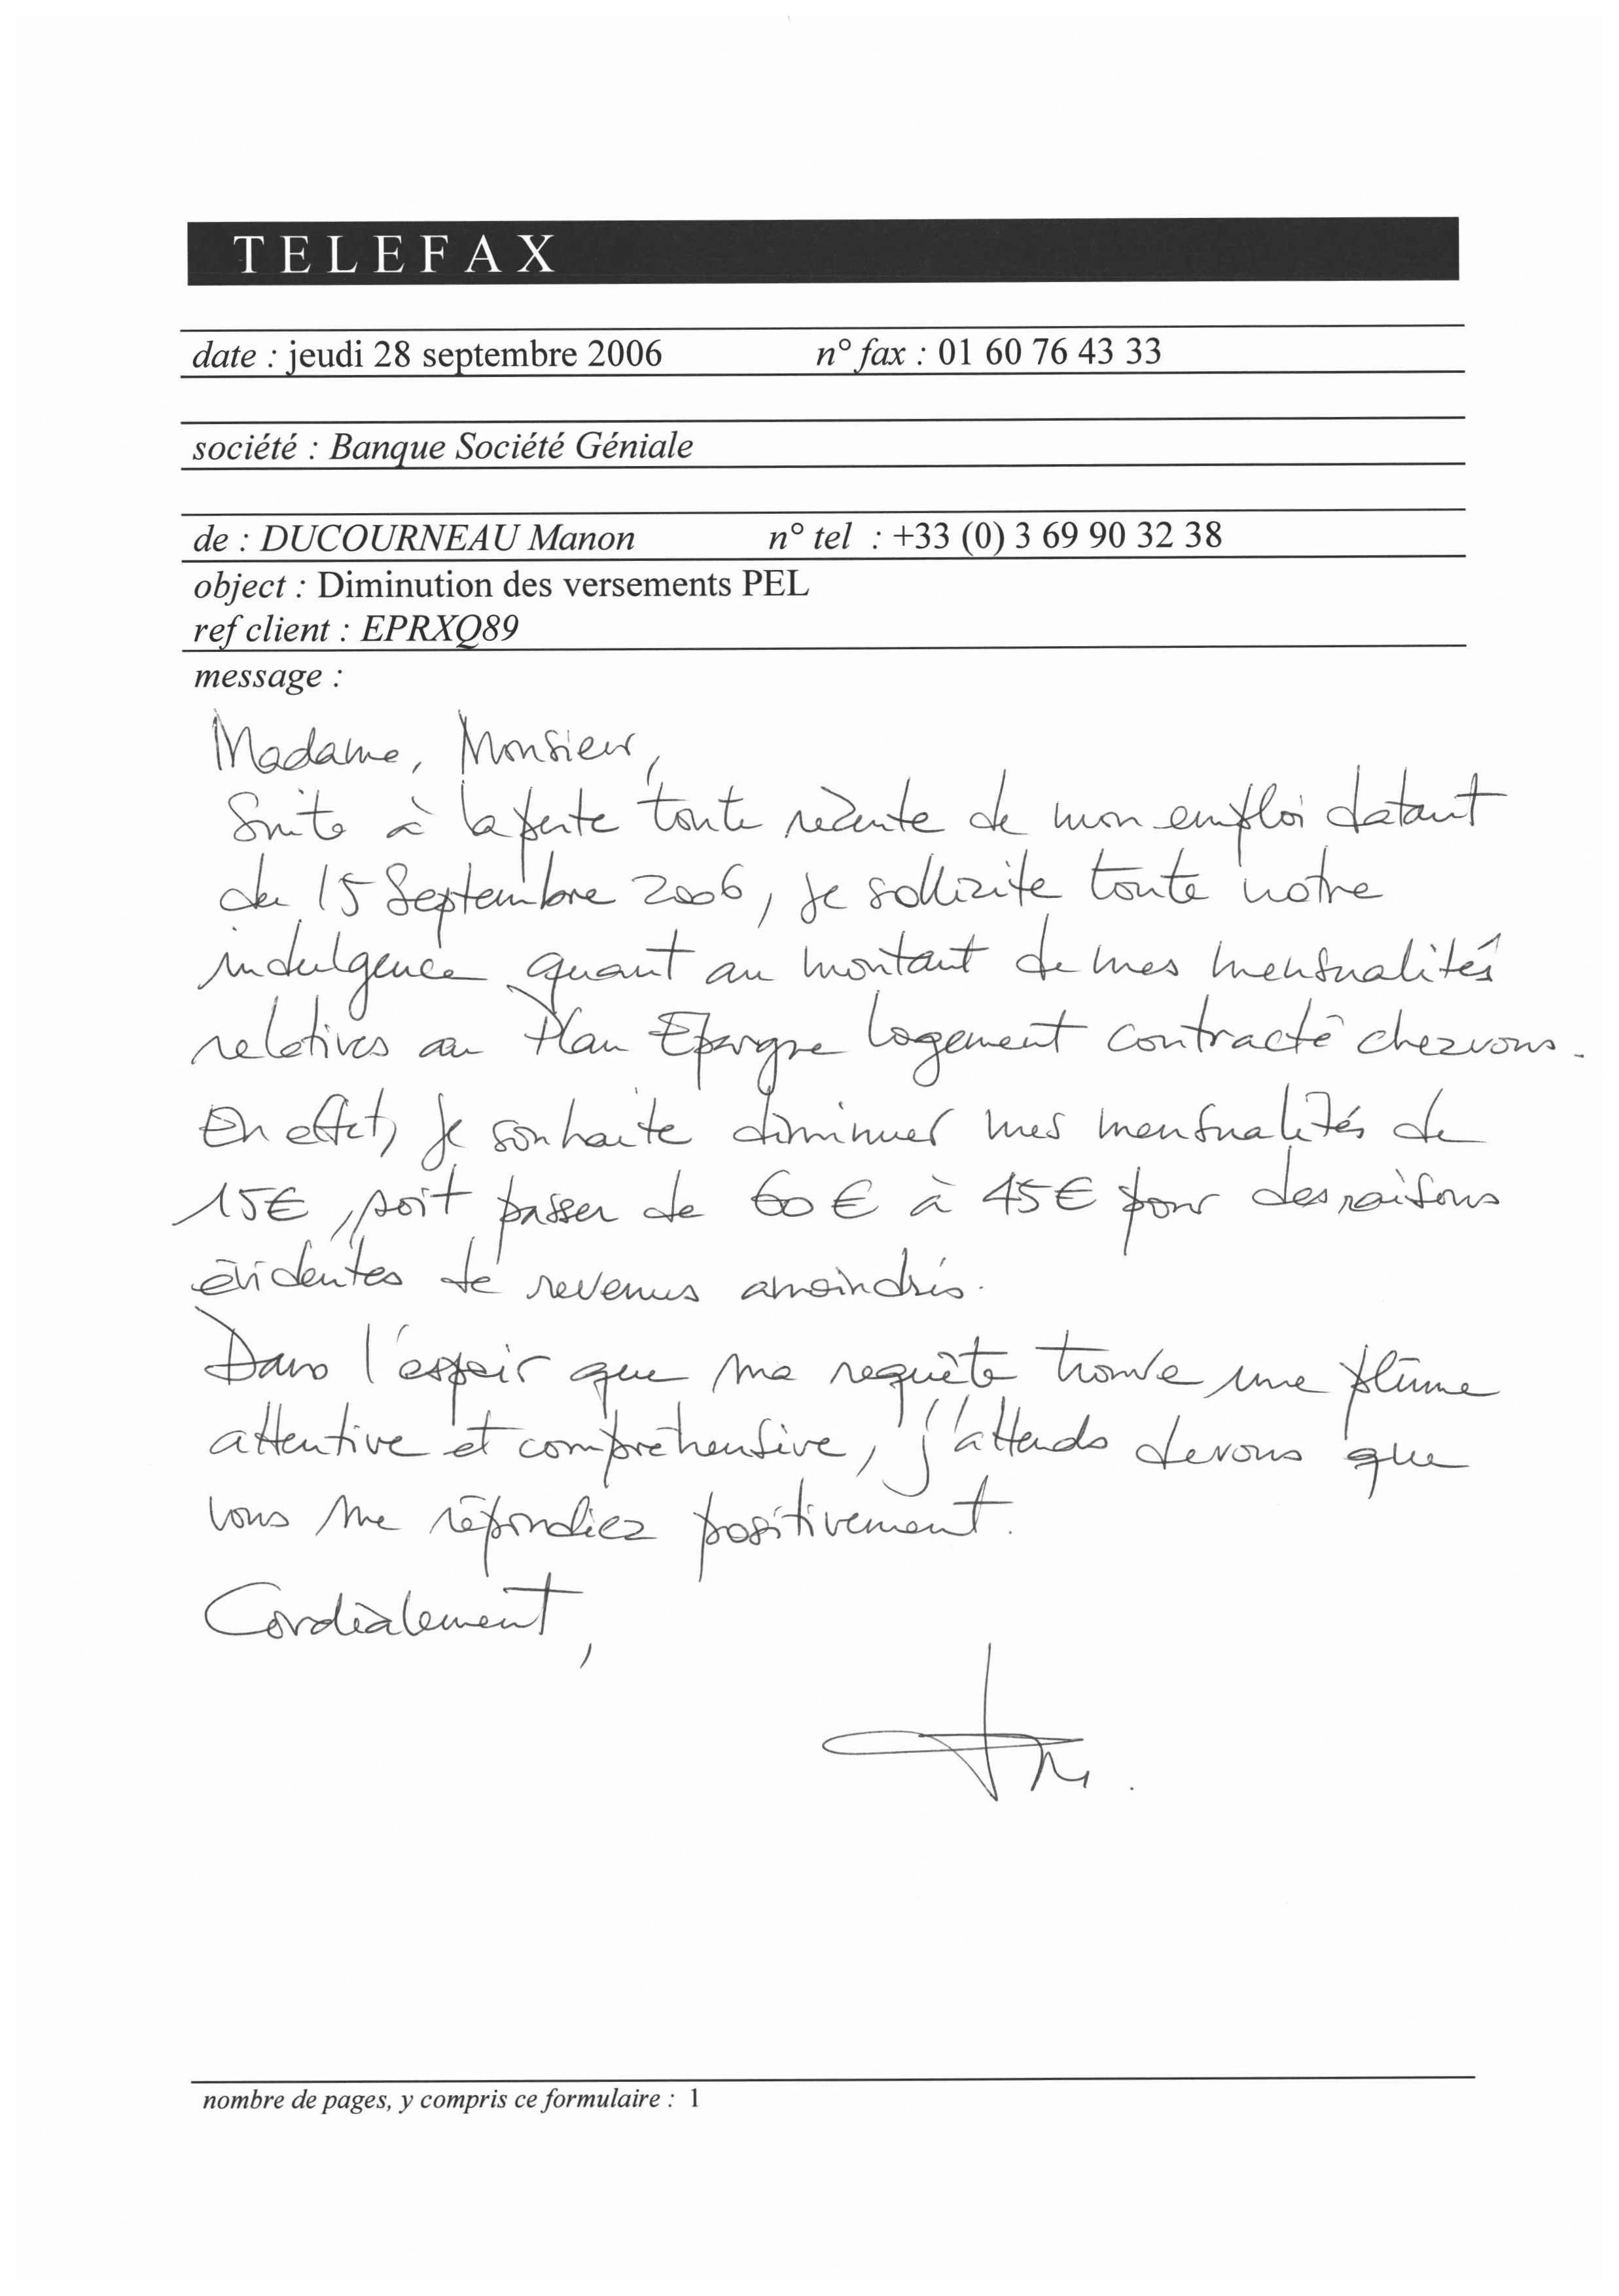 TELEFAX
date : jeudi 28 septembre 2006 n° fax : 01 60 76 43 33
société : Banque Société Géniale
de : DUCOURNEAU Manon n° tel : +33 (0) 3 69 90 32 38
object : Diminution des versements PEL
ref client : EPRXQ89
message :
Madame, Monsieur,
Suite à la perte toute récente de mon emploi datant
du 15 Septembre 2006, je sollicite toute notre
indulgence quant au montant de mes mensualités
relatives au Plan Epargne logement contracté chez vous.
En effet, je souhaite diminuer mes mensualités de
15€, soit passer de 60 € à 45€ pour des raisons
évidentes de revenus amoindris.
Dans l'espoir que ma requête trouve une plume
attentive et compréhensive, j'attends de vous que
vous me répondiez positivement.
Cordialement,
nombre de pages, y compris ce formulaire : 1